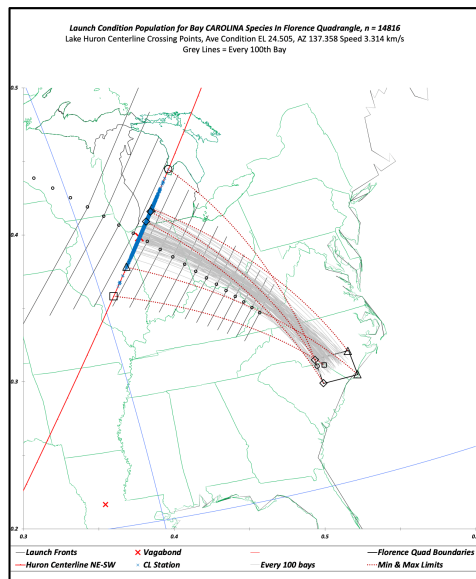 Launch Condition Population for Bay CAROLINA Species In Florence Quadrangle, n = 14816
Lake Huron Centerline Crossing Points, Ave Condition EL 24.505, AZ 137.358 Speed 3.314 km/s
Grey Lines = Every 100th Bay
0.5
0.4
0.3
0.2
0.3 0.4 0.5
Launch Fronts Vagabond Florence Quad Boundaries
Huron Centerline NE-SW CL Station Every 100 bays Min & Max Limits